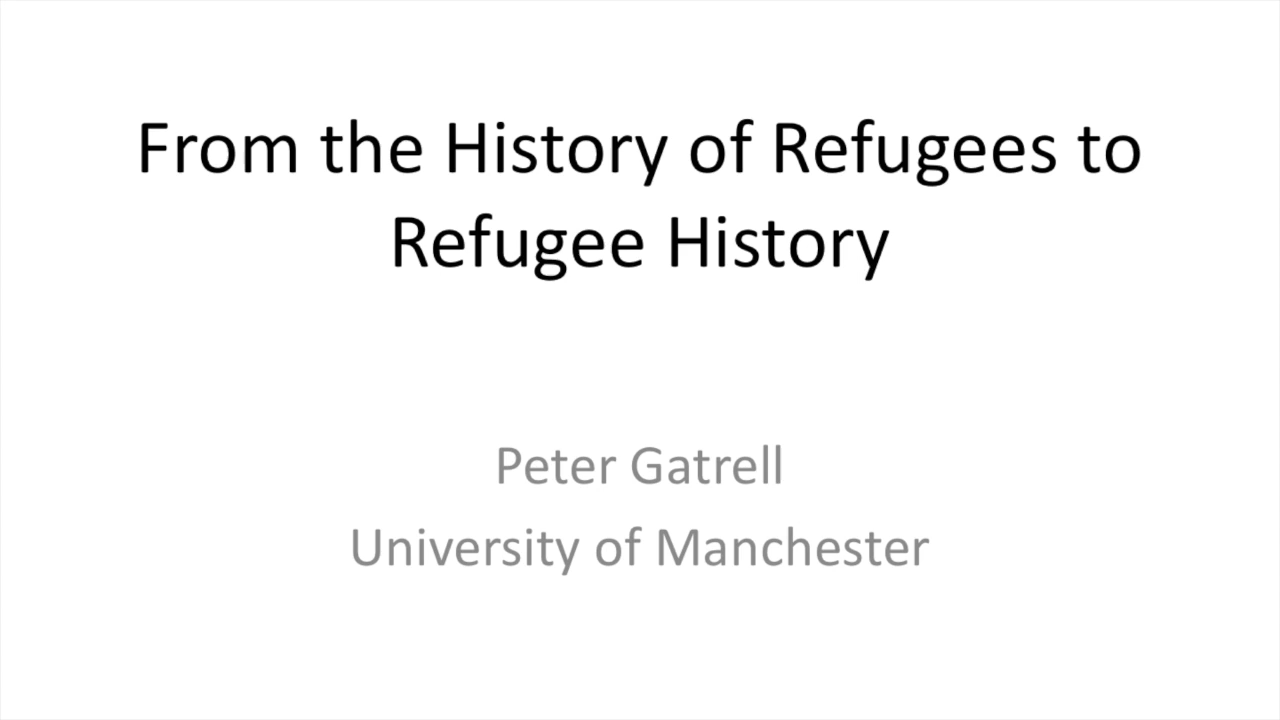 From the History of Refugees to
Refugee History
Peter Gatrell
University of Manchester